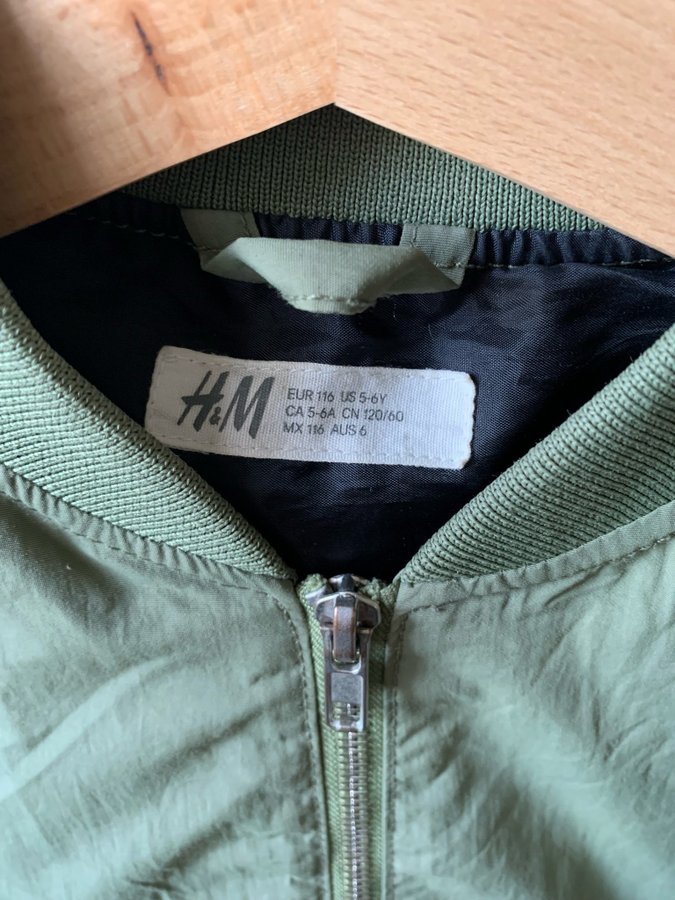 H&M
EUR 116 US 5-6Y
CA 5-6A CN 120/60
MX 116 AUS 6